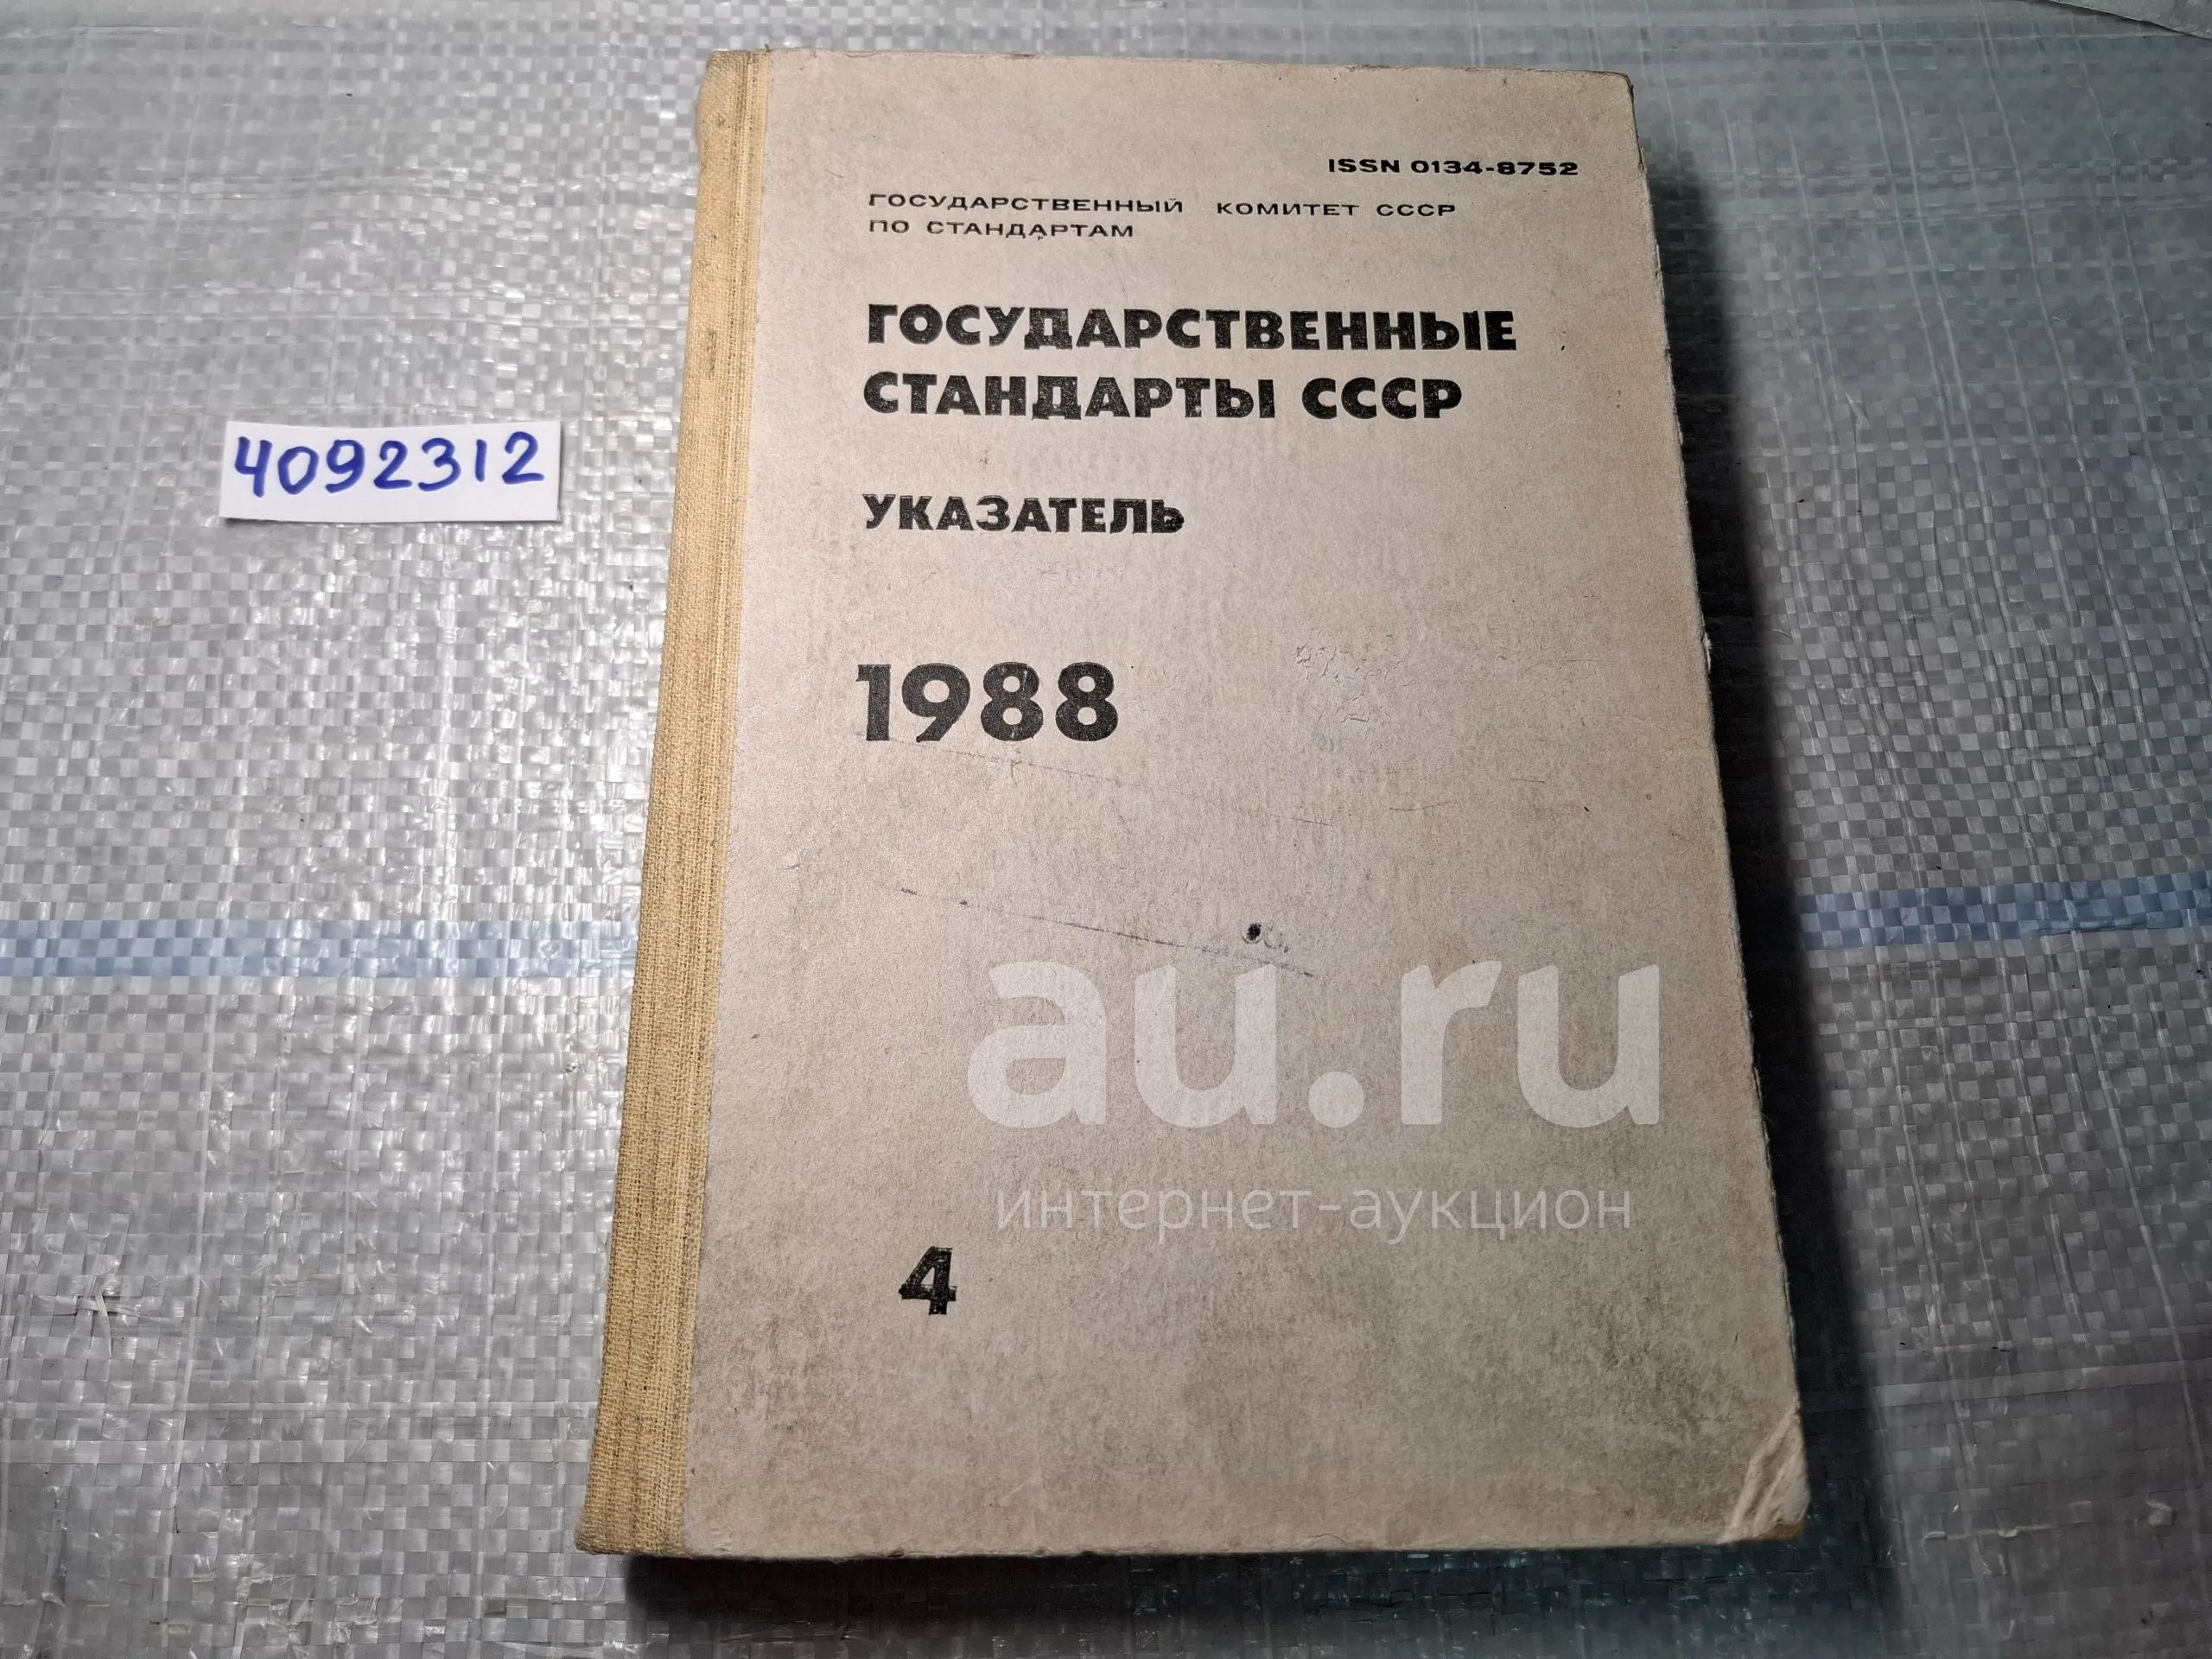 ISSN 0134-8752
ГОСУДАРСТВЕННЫЙ КОМИТЕТ СССР
ПО СТАНДАРТАМ
ГОСУДАРСТВЕННЫЕ
СТАНДАРТЫ СССР
4092312
УКАЗАТЕЛЬ
1988
au.ru
интернет-аукцион
4